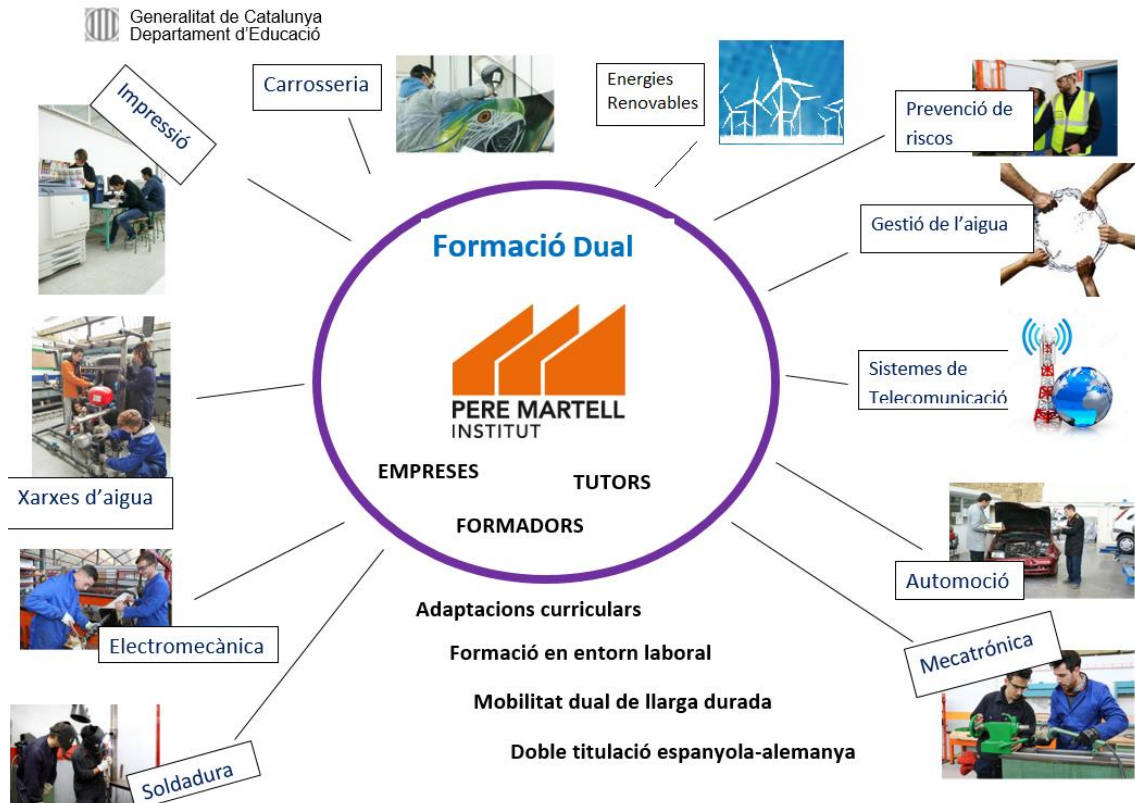 Generalitat de Catalunya
Departament d'Educació
Impressió
Carrosseria
Energies
Renovables
Prevenció de
riscos
Gestió de l'aigua
Formació Dual
Sistemes de
Telecomunicació
PERE MARTELL
INSTITUT
EMPRESES
TUTORS
FORMADORS
Xarxes d'aigua
Automoció
Electromecànica
Mecatrónica
Soldadura
Adaptacions curriculars
Formació en entorn laboral
Mobilitat dual de llarga durada
Doble titulació espanyola-alemanya